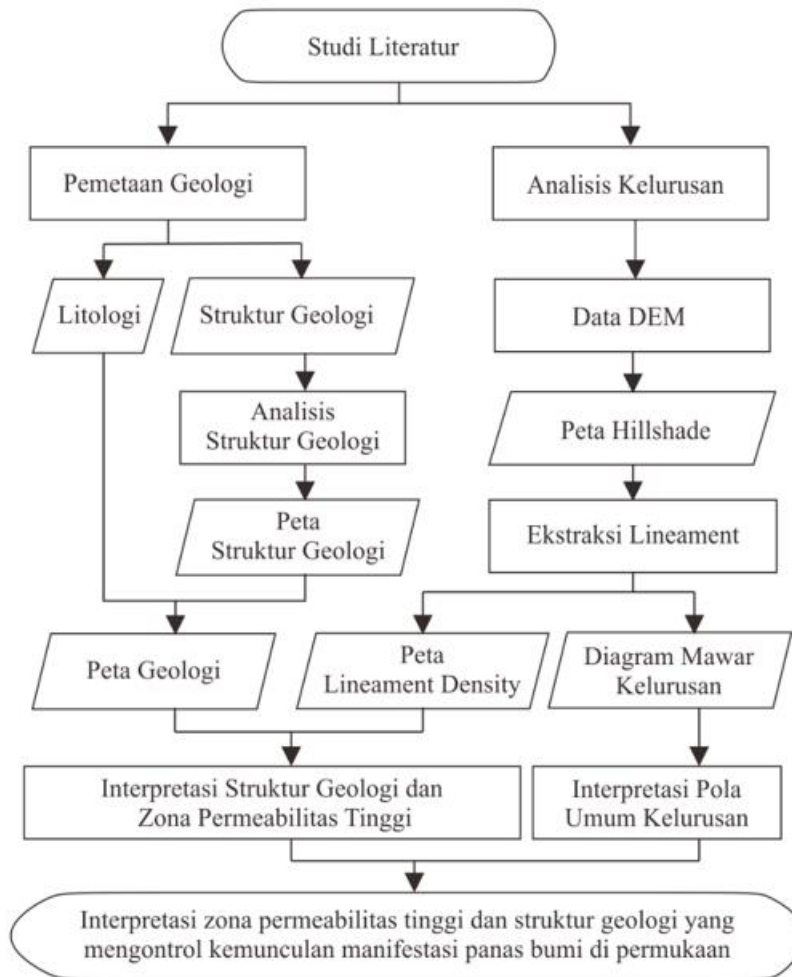 Studi Literatur
Pemetaan Geologi
Analisis Kelurusan
Litologi
Struktur Geologi
Data DEM
Analisis
Struktur Geologi
Peta Hillshade
Peta
Struktur Geologi
Ekstraksi Lineament
Peta Geologi
Peta
Lineament Density
Diagram Mawar
Kelurusan
Interpretasi Struktur Geologi dan
Zona Permeabilitas Tinggi
Interpretasi Pola
Umum Kelurusan
Interpretasi zona permeabilitas tinggi dan struktur geologi yang
mengontrol kemunculan manifestasi panas bumi di permukaan